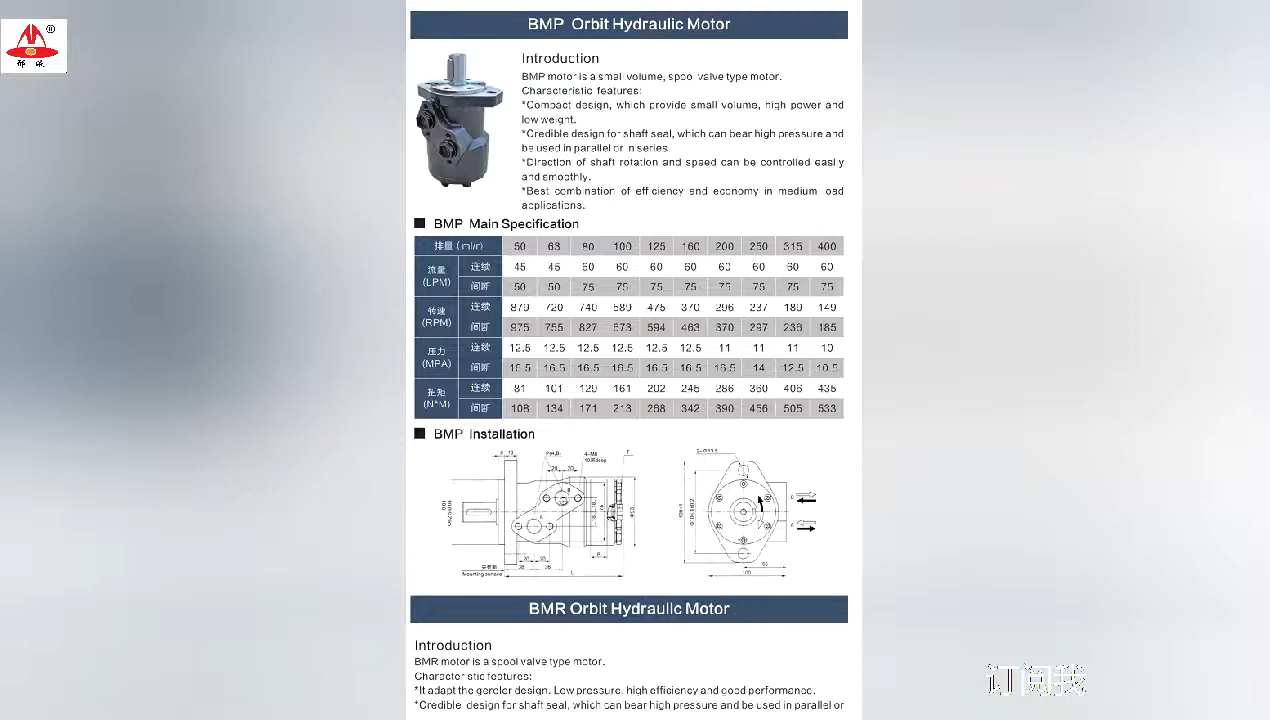 ®
BMP Orbit Hydraulic Motor
Introduction
BMP motor is a small volume, spool valve type motor.
Characteristic features:
*Compact design, which provide small volume, high power and
low weight.
*Credible design for shaft seal, which can bear high pressure and
be used in parallel or in series.
*Direction of shaft rotation and speed can be controlled easily
and smoothly.
*Best combination of efficiency and economy in medium load
applications.
BMP Main Specification
排量 (ml/r) 50 63 80 100 125 160 200 250 315 400
流量 (LPM) 连续 45 45 60 60 60 60 60 60 60 60
间断 50 50 75 75 75 75 75 75 75 75
转速 (RPM) 连续 879 720 740 589 475 370 296 237 189 149
间断 975 755 827 673 594 463 370 297 236 185
压力 (MPA) 连续 12.5 12.5 12.5 12.5 12.5 12.5 11 11 11 10
间断 16.5 16.5 16.5 16.5 16.5 16.5 16.5 14 12.5 10.5
扭矩 (N*M) 连续 81 101 129 161 202 245 286 360 406 435
间断 108 134 171 213 268 342 390 456 505 533
BMP Installation
Mounting surface
L
BMR Orbit Hydraulic Motor
Introduction
BMR motor is a spool valve type motor.
Characteristic features:
*It adapt the geroler design. Low pressure, high efficiency and good performance.
*Credible design for shaft seal, which can bear high pressure and be used in parallel or
订阅我